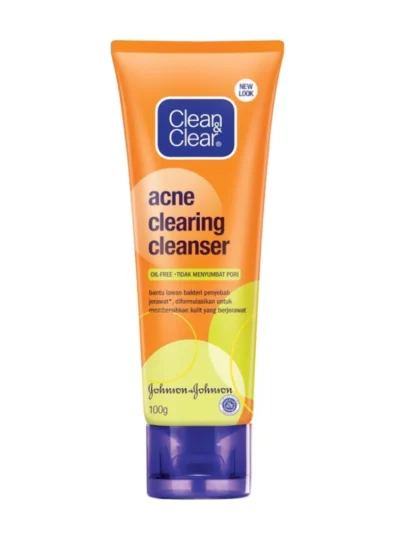 NEW
LOOK
Clean &
Clear®
acne
clearing
cleanser
OIL-FREE • TIDAK MENYUMBAT PORI
bantu lawan bakteri penyebab
jerawat*, diformulasikan untuk
membersihkan kulit yang berjerawat
Johnson & Johnson
100g